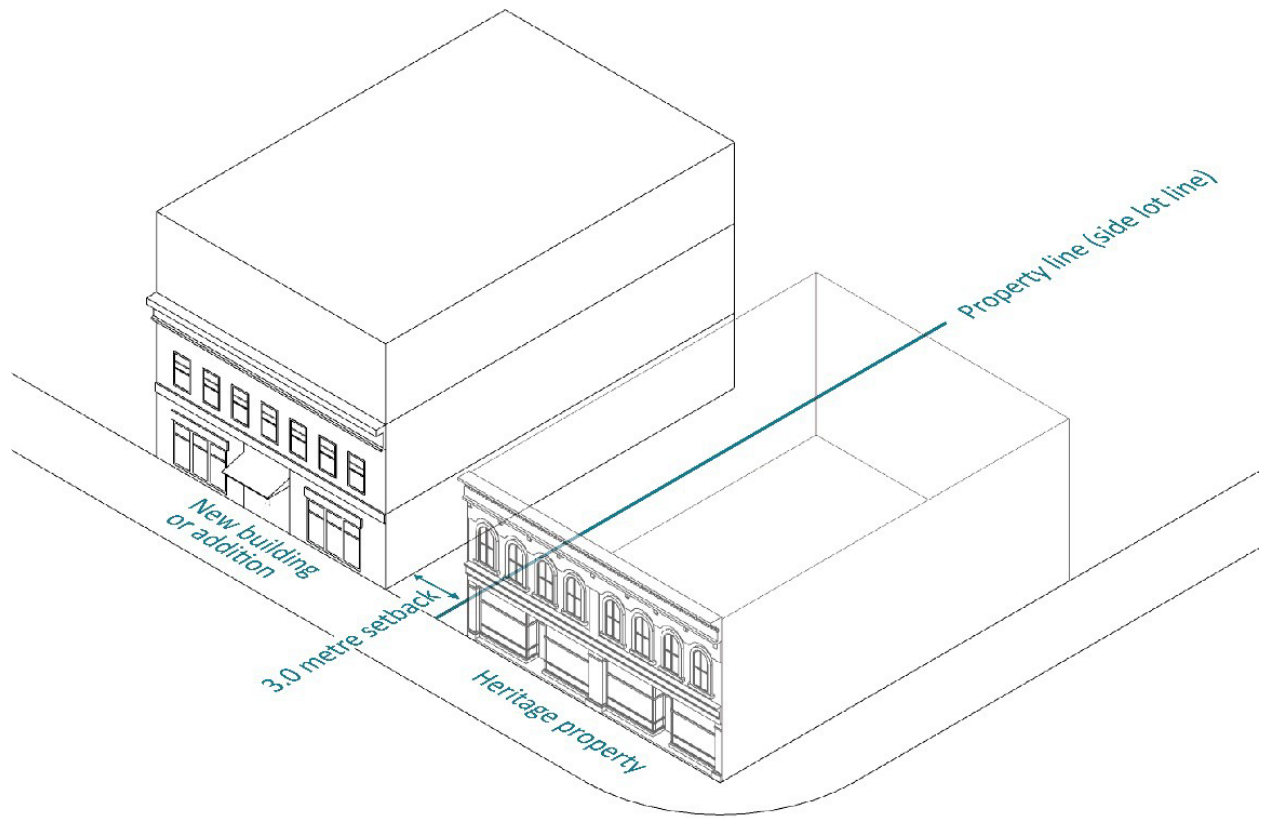 Property line (side lot line)
New building
or addition
3.0 metre setback
Heritage property